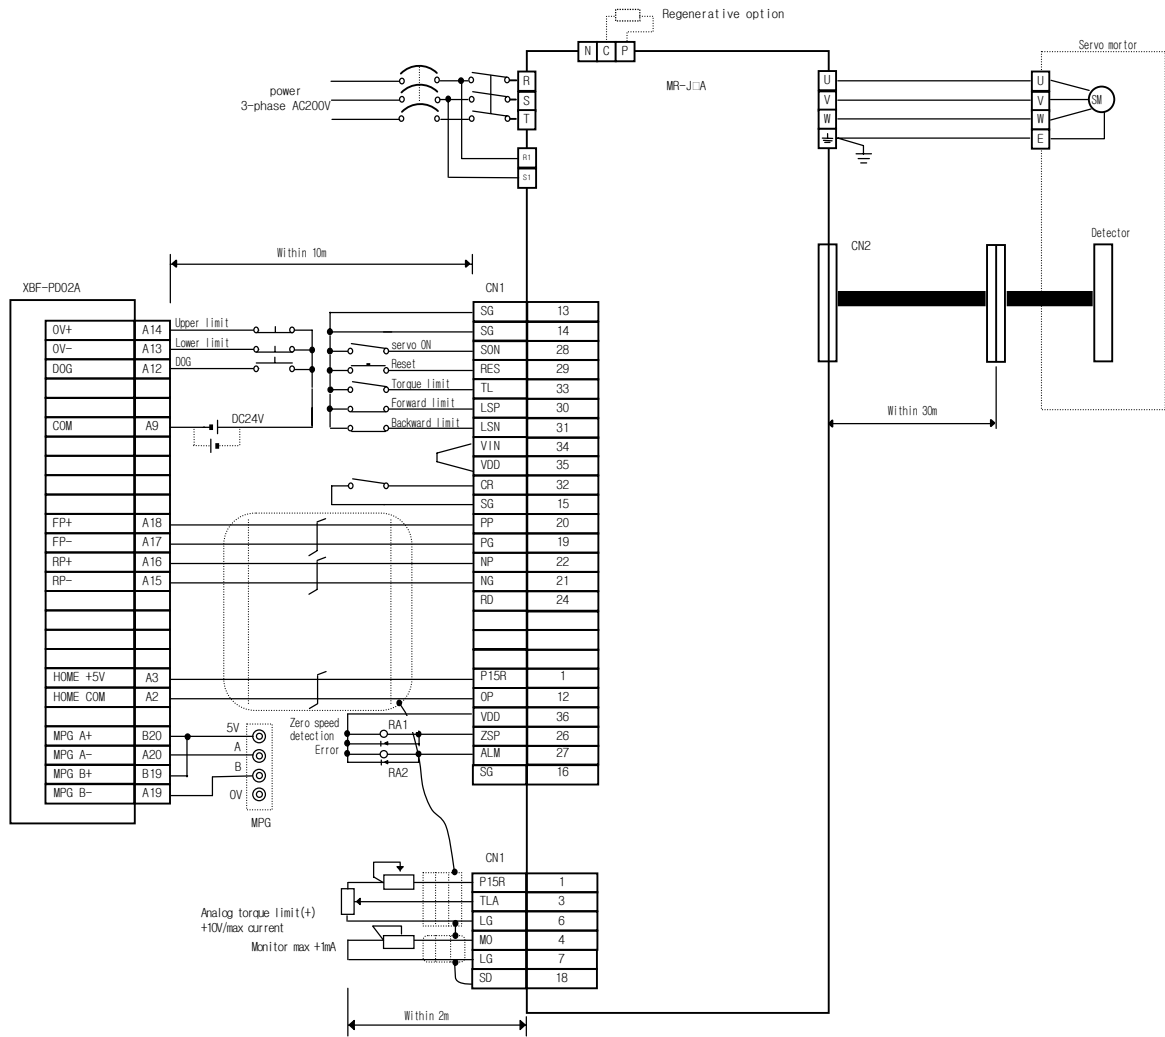 Regenerative option
N C P
Servo mortor
MR-J□A
power
3-phase AC200V
R
S
T
R1
S1
U
V
W
U
V
W
E
SM
CN2
Detector
Within 10m
Within 30m
XBF-PD02A
CN1
OV+ A14 Upper limit
OV- A13 Lower limit
DOG A12 DOG
COM A9 DC24V
FP+ A18
FP- A17
RP+ A16
RP- A15
HOME +5V A3
HOME COM A2
MPG A+ B20
MPG A- A20
MPG B+ B19
MPG B- A19
5V
A
B
0V
MPG
SG 13
SG 14
servo ON SON 28
Reset RES 29
Torque limit TL 33
Forward limit LSP 30
Backward limit LSN 31
VIN 34
VDD 35
CR 32
SG 15
PP 20
PG 19
NP 22
NG 21
RD 24
P15R 1
OP 12
VDD 36
ZSP 26
ALM 27
SG 16
Zero speed
detection
Error
RA1
RA2
CN1
P15R 1
TLA 3
LG 6
MO 4
LG 7
SD 18
Analog torque limit(+)
+10V/max current
Monitor max +1mA
Within 2m